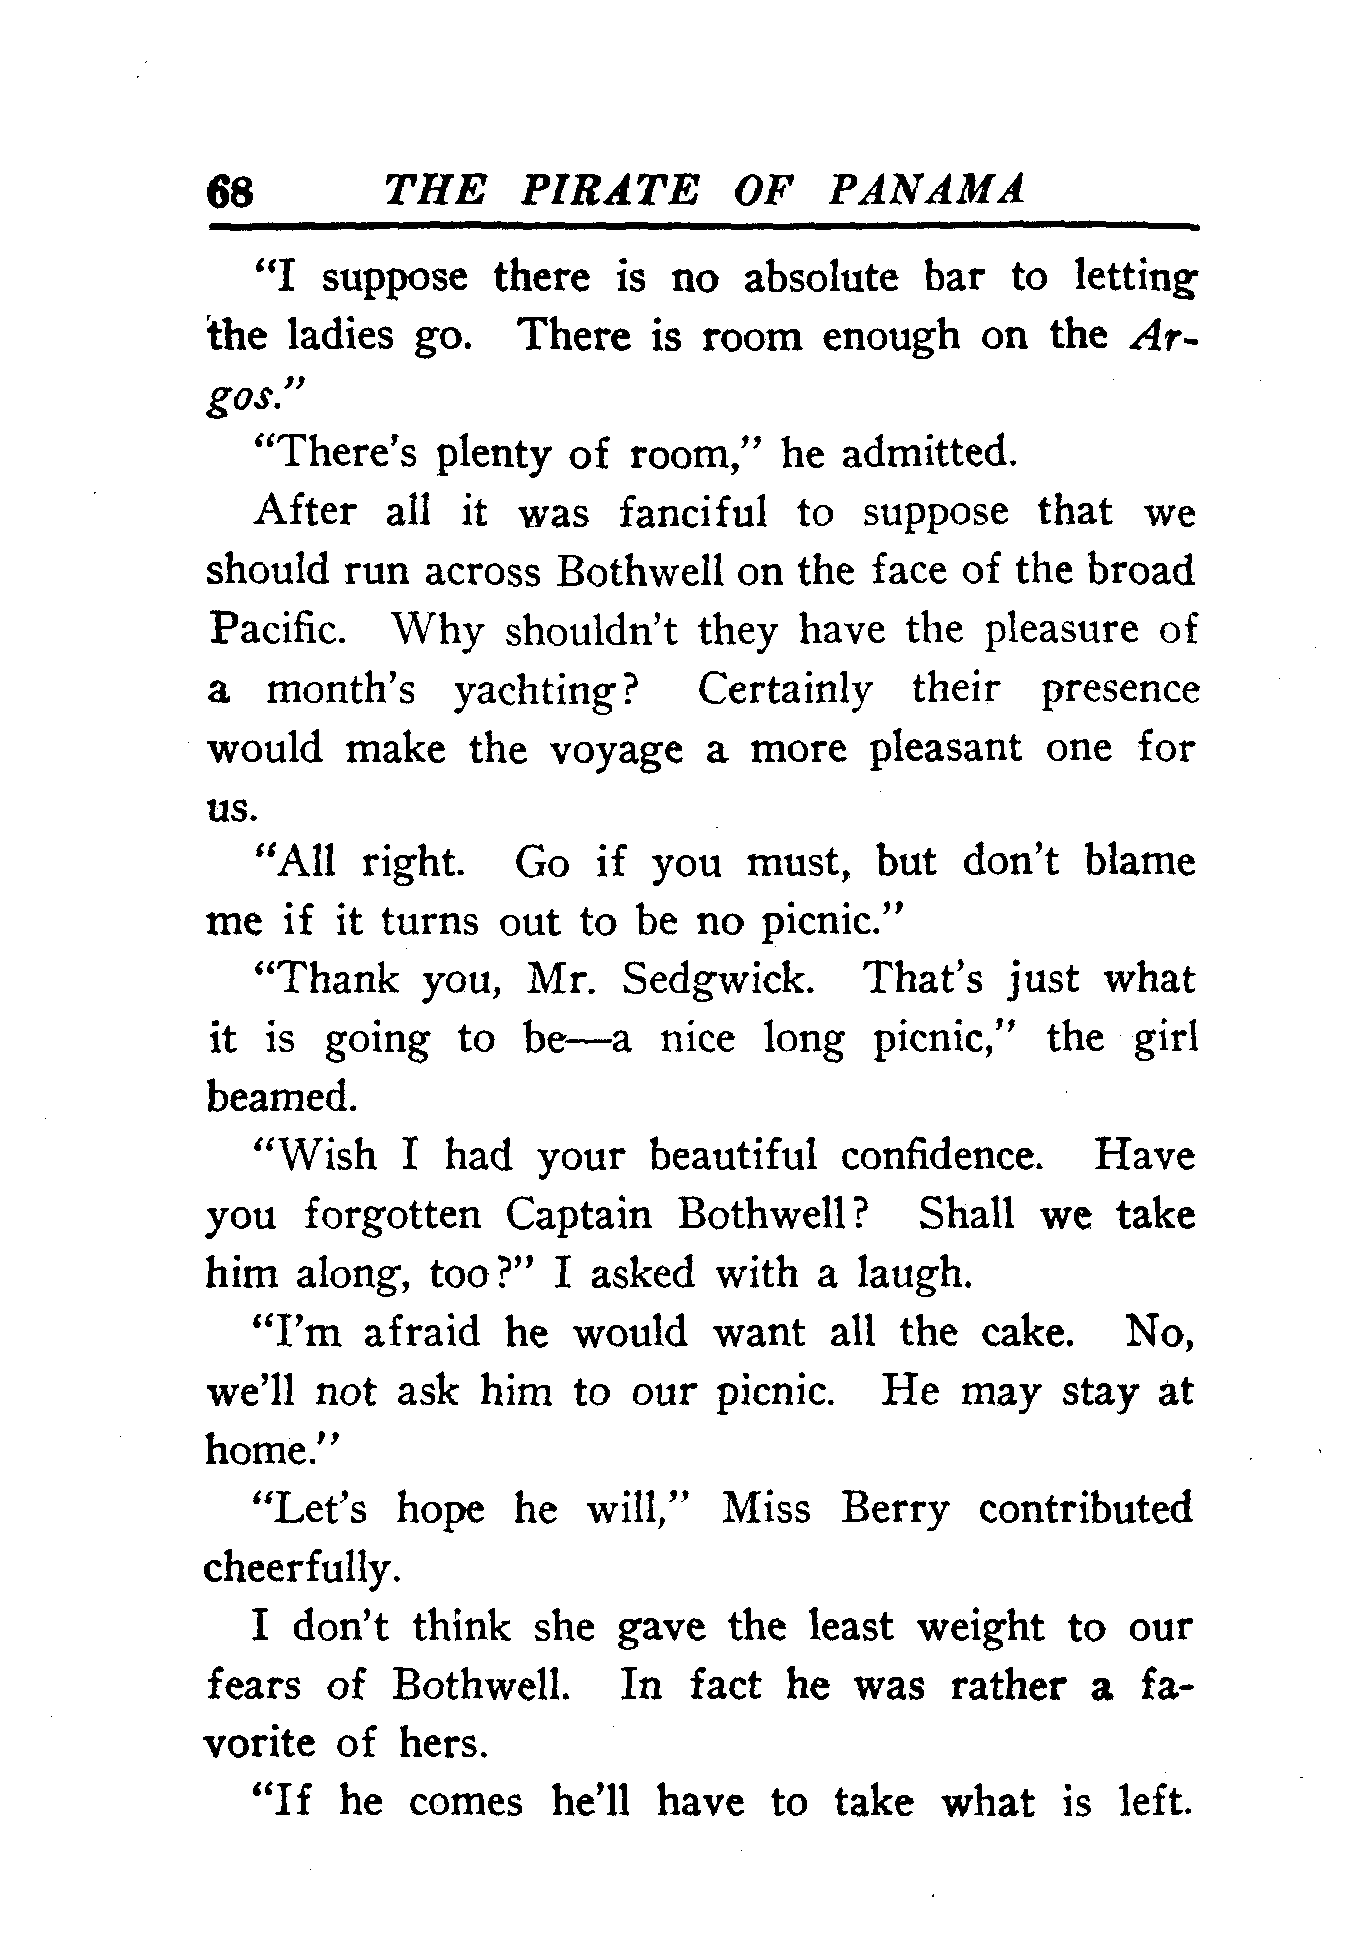 68 THE PIRATE OF PANAMA
“I suppose there is no absolute bar to letting
the ladies go. There is room enough on the Ar-
gos.”
“There's plenty of room,” he admitted.
After all it was fanciful to suppose that we
should run across Bothwell on the face of the broad
Pacific. Why shouldn't they have the pleasure of
a month's yachting? Certainly their presence
would make the voyage a more pleasant one for
us.
“All right. Go if you must, but don't blame
me if it turns out to be no picnic.”
“Thank you, Mr. Sedgwick. That's just what
it is going to be—a nice long picnic,” the girl
beamed.
“Wish I had your beautiful confidence. Have
you forgotten Captain Bothwell? Shall we take
him along, too?” I asked with a laugh.
“I'm afraid he would want all the cake. No,
we'll not ask him to our picnic. He may stay at
home.”
“Let's hope he will,” Miss Berry contributed
cheerfully.
I don't think she gave the least weight to our
fears of Bothwell. In fact he was rather a fa-
vorite of hers.
“If he comes he'll have to take what is left.